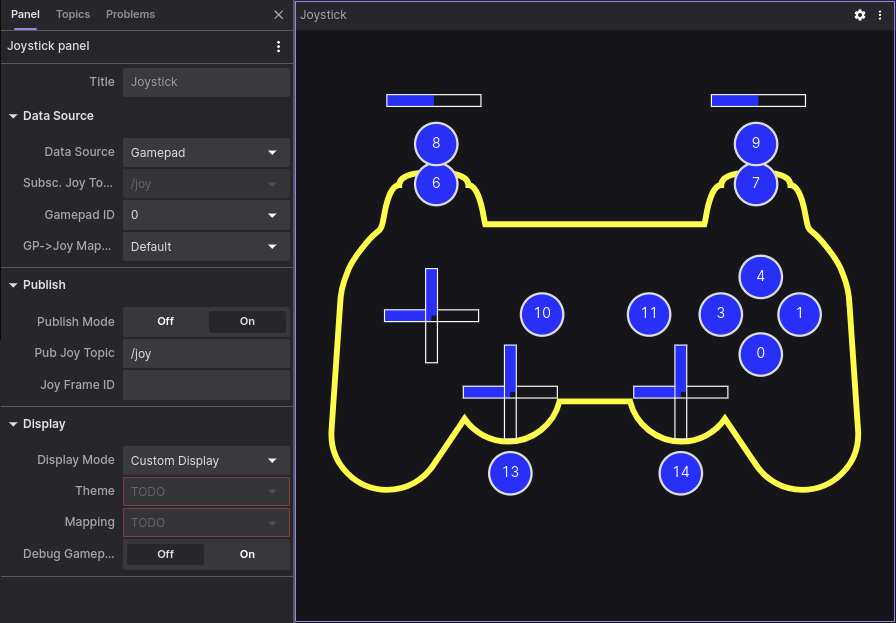 Panel Topics Problems
Joystick panel
Title Joystick
Data Source
Data Source Gamepad
Subsc. Joy To... /joy
Gamepad ID 0
GP->Joy Map... Default
Publish
Publish Mode Off On
Pub Joy Topic /joy
Joy Frame ID
Display
Display Mode Custom Display
Theme TODO
Mapping TODO
Debug Gamep... Off On
Joystick
8 9
6 7
4
10 11 3 1
0
13 14